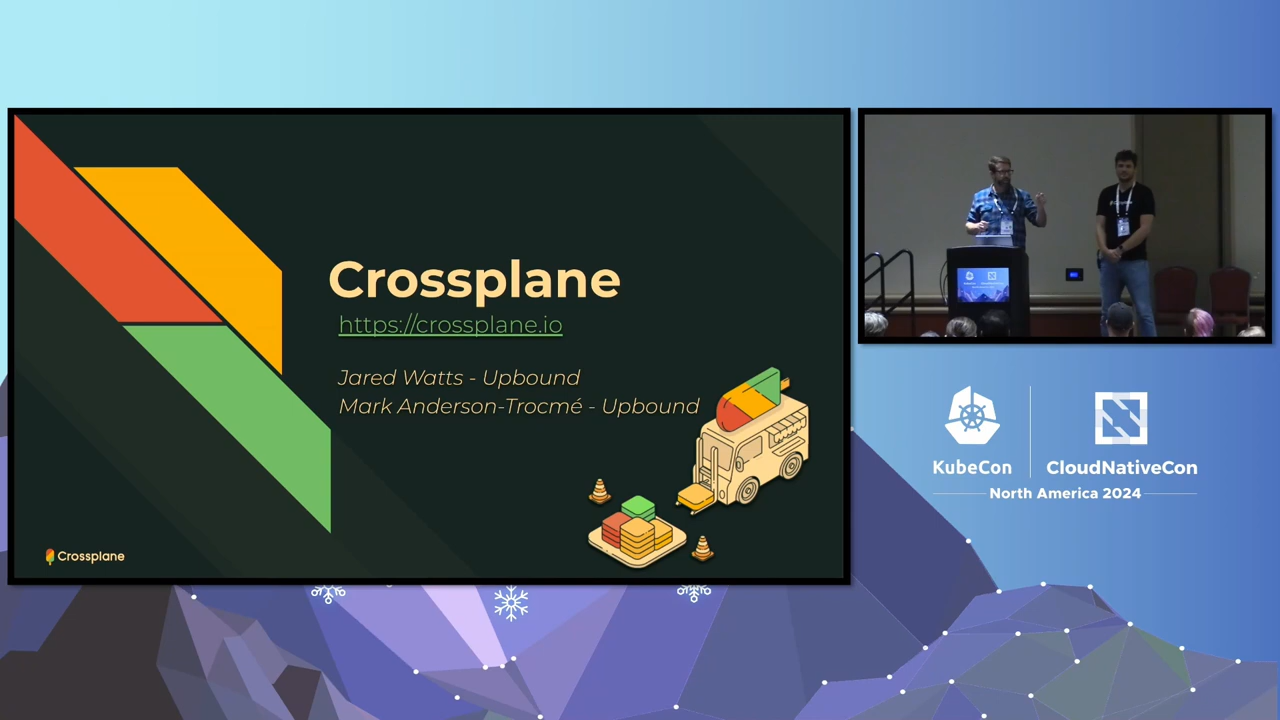 Crossplane
https://crossplane.io
Jared Watts - Upbound
Mark Anderson-Trocmé - Upbound
Crossplane
KubeCon
CloudNativeCon
North America 2024